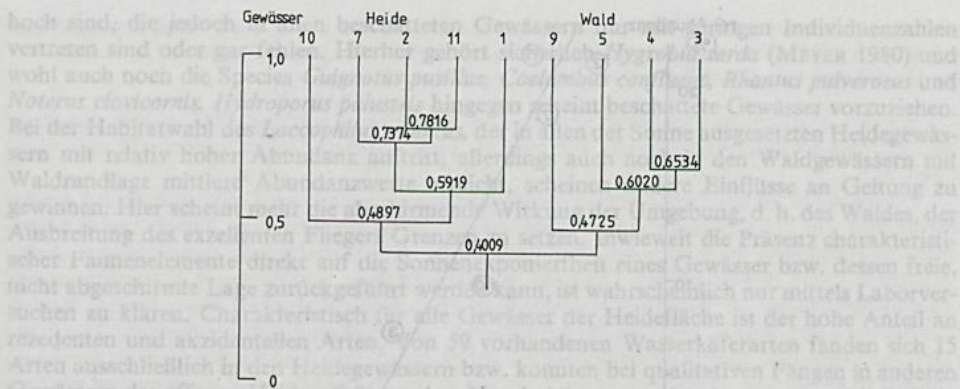 Gewässer Heide Wald
10 7 8 11 6 9 5 4 3
1,0
0,7816
0,7374
0,6534
0,5919 0,6020
0,4897
0,5 0,4725
0,4009
0
hoch sind, die jedoch in allen beschatteten Gewässern nur mit geringen Individuenzahlen
vertreten sind oder gar fehlen. Hierher gehört sicherlich Hygrotus (MEYER 1980) und
wohl auch noch die Species Guignotus pusillus, Coelambus confluens, Rhantus pulverosus und
Noterus clavicornis. Hydroporus palustris hingegen scheint beschattete Gewässer vorzuziehen.
Bei der Habitatwahl des Laccophilus der in allen der Sonne ausgesetzten Heidegewäs-
sern mit relativ hoher Abundanz auftritt, allerdings auch noch in den Waldgewässern mit
Waldrandlage mittlere Abundanzwerte scheinen Einflüsse an Geltung zu
gewinnen. Hier scheint mehr die abschirmende Wirkung der Umgebung, d. h. des Waldes, der
Ausbreitung des exzellenten Fliegers Grenzen zu setzen. Inwieweit die Präsenz charakteristi-
scher Faunenelemente direkt auf die Sonnenexponiertheit eines Gewässer bzw. dessen freie,
nicht abgeschirmte Lage zurückgeführt werden kann, ist wahrscheinlich nur mittels Laborver-
suchen zu klären. Charakteristisch für alle Gewässer der Heidefläche ist der hohe Anteil an
rezedenten und akzidentellen Arten. Von 59 vorhandenen Wasserkäferarten fanden sich 15
Arten ausschließlich in den Heidegewässern bzw. konnten bei qualitativen Fängen in anderen